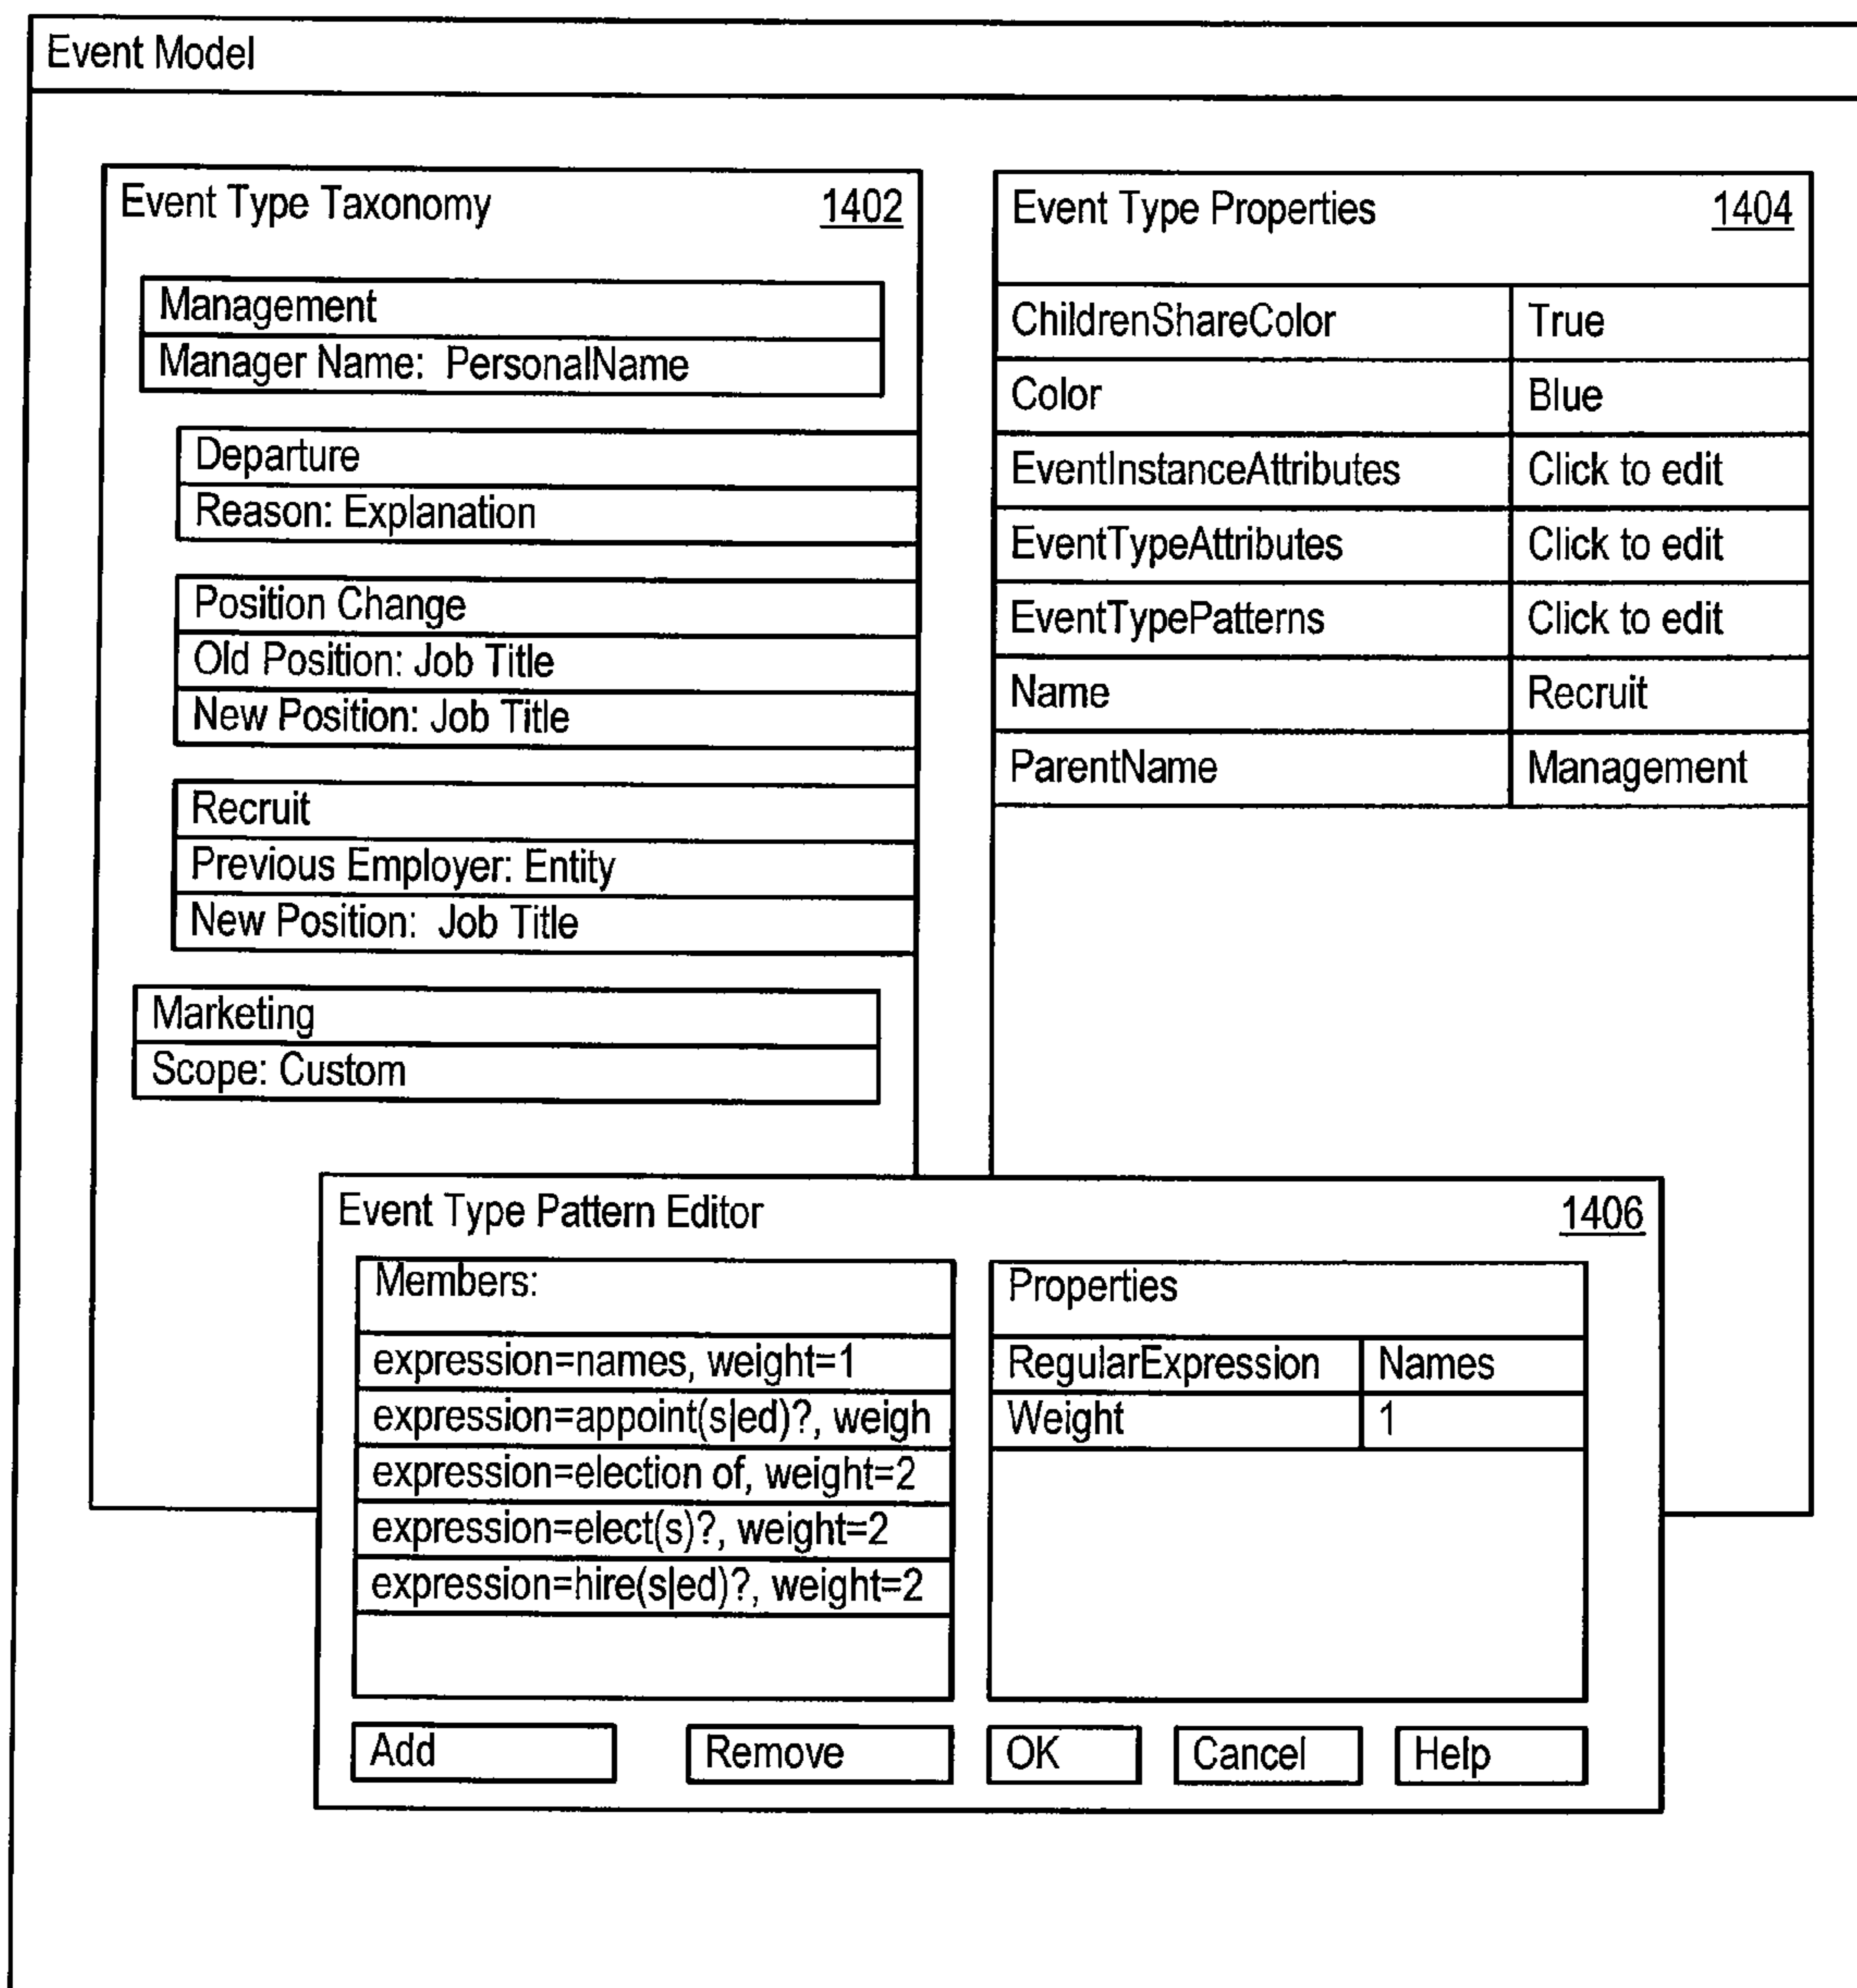 Event Model
Event Type Taxonomy 1402
Management
Manager Name: PersonalName
Departure
Reason: Explanation
Position Change
Old Position: Job Title
New Position: Job Title
Recruit
Previous Employer: Entity
New Position: Job Title
Marketing
Scope: Custom
Event Type Properties 1404
ChildrenShareColor True
Color Blue
EventInstanceAttributes Click to edit
EventTypeAttributes Click to edit
EventTypePatterns Click to edit
Name Recruit
ParentName Management
Event Type Pattern Editor 1406
Members:
expression=names, weight=1
expression=appoint(s|ed)?, weigh
expression=election of, weight=2
expression=elect(s)?, weight=2
expression=hire(s|ed)?, weight=2
Properties
RegularExpression Names
Weight 1
Add Remove OK Cancel Help